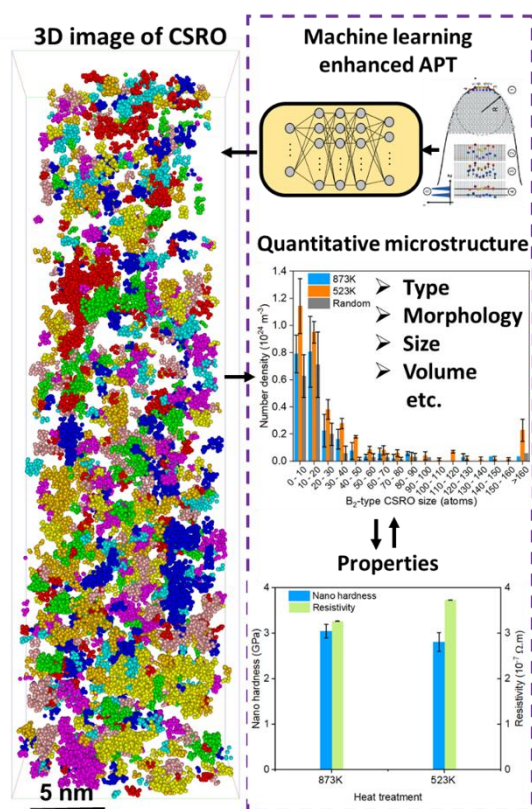 3D image of CSRO
5 nm
Machine learning
enhanced APT
R
Quantitative microstructure
873K
523K
Random
Type
Morphology
Size
Volume
etc.
Number density (10²⁴ m⁻³)
1.4
1.2
1.0
0.8
0.6
0.4
0.2
0.0
0 - 10
10 - 20
20 - 30
30 - 40
40 - 50
50 - 60
60 - 70
70 - 80
80 - 90
90 - 100
100 - 110
110 - 120
120 - 130
130 - 140
140 - 150
150 - 160
>160
B₂-type CSRO size (atoms)
Properties
Nano hardness
Resistivity
Nano hardness (GPa)
4
3
2
1
0
Resistivity (10⁻⁷ Ω.m)
4
3
2
1
0
873K
523K
Heat treatment